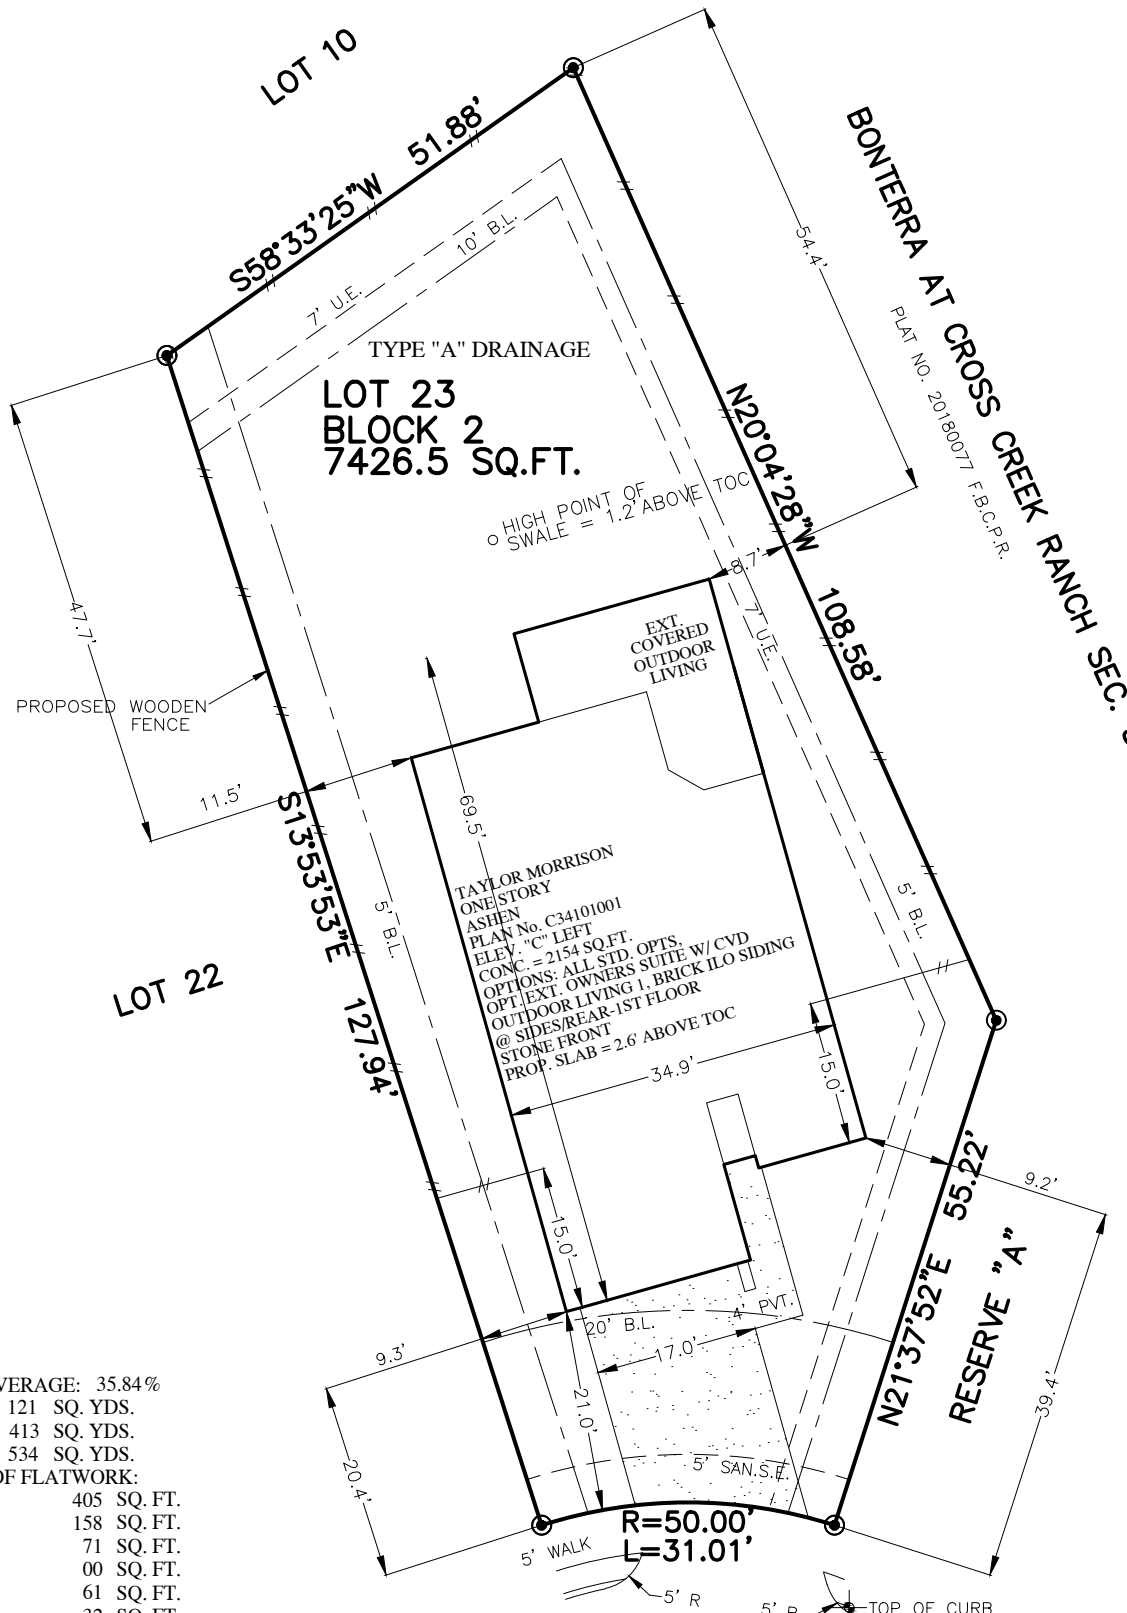 LOT 10
S58°33'25"W 51.88'
7' U.E.
10' B.L.
54.4'
BONTERRA AT CROSS CREEK RANCH SEC.
PLAT NO. 20180077 F.B.C.P.R.
TYPE "A" DRAINAGE
LOT 23
BLOCK 2
7426.5 SQ.FT.
HIGH POINT OF
SWALE = 1.2' ABOVE TOC
N20°04'28"W 108.58'
8.7'
7' U.E.
EXT.
COVERED
OUTDOOR
LIVING
47.7'
PROPOSED WOODEN
FENCE
11.5'
69.5'
S13°53'53"E 127.94'
5' B.L.
5' B.L.
LOT 22
TAYLOR MORRISON
ONE STORY
ASHEN
PLAN No. C34101001
ELEV. "C" LEFT
CONC. = 2154 SQ.FT.
OPTIONS: ALL STD. OPTS,
OPT. EXT. OWNERS SUITE W/ CVD
OUTDOOR LIVING 1, BRICK ILO SIDING
@ SIDES/REAR-1ST FLOOR
STONE FRONT
PROP. SLAB = 2.6' ABOVE TOC
34.9'
15.0'
15.0'
9.2'
N21°37'52"E 55.22'
RESERVE "A"
39.4'
4' PVT.
20' B.L.
17.0'
21.0'
9.3'
20.4'
5' SAN.S.E.
R=50.00'
L=31.01'
5' WALK
5' R
5' R
TOP OF CURB
VERAGE: 35.84%
121 SQ. YDS.
413 SQ. YDS.
534 SQ. YDS.
OF FLATWORK:
405 SQ. FT.
158 SQ. FT.
71 SQ. FT.
00 SQ. FT.
61 SQ. FT.
32 SQ. FT.